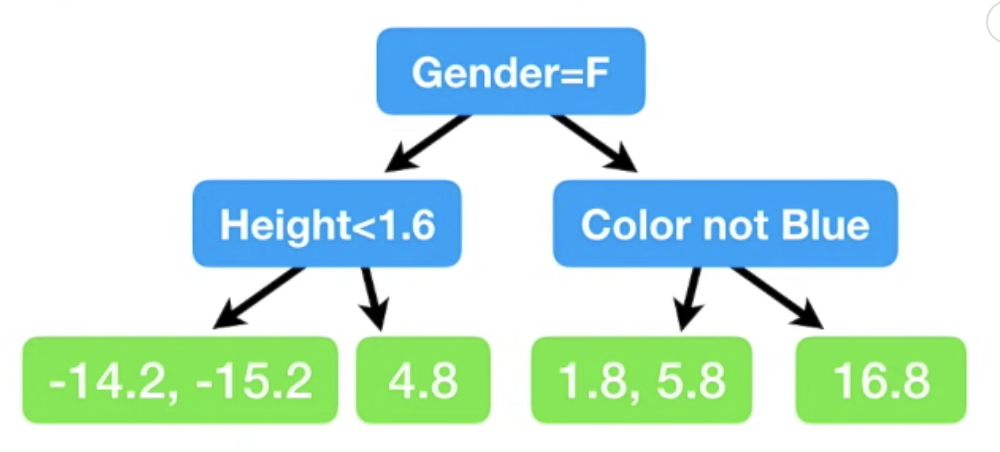 Gender=F
Height<1.6
Color not Blue
-14.2, -15.2
4.8
1.8, 5.8
16.8